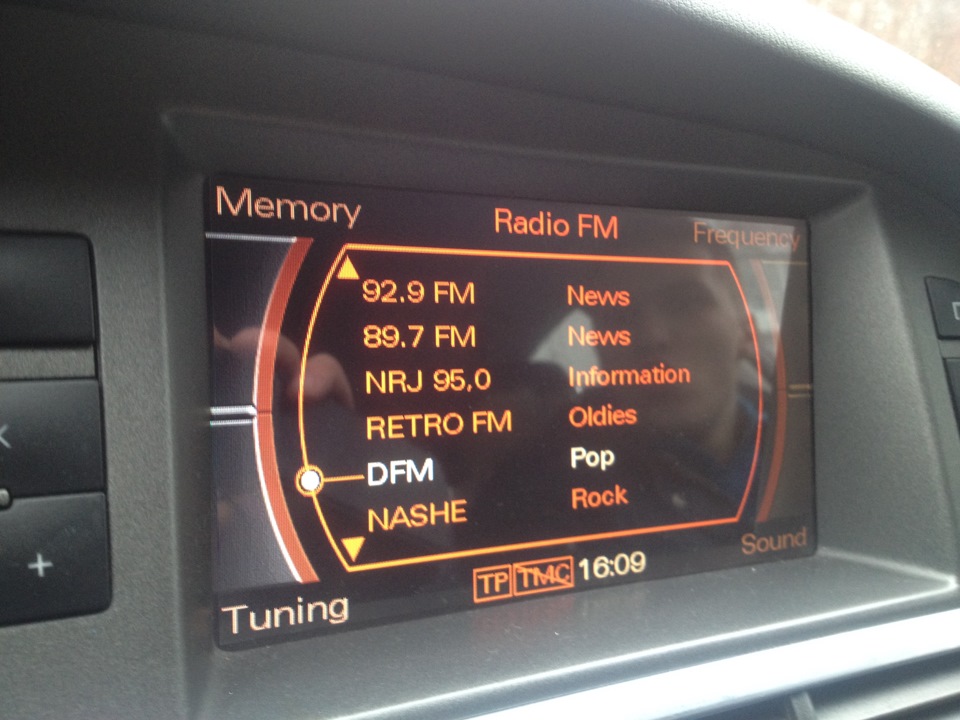 Memory
Radio FM
Frequency
92.9 FM News
89.7 FM News
NRJ 95,0 Information
RETRO FM Oldies
DFM Pop
NASHE Rock
Sound
TP TMC 16:09
Tuning